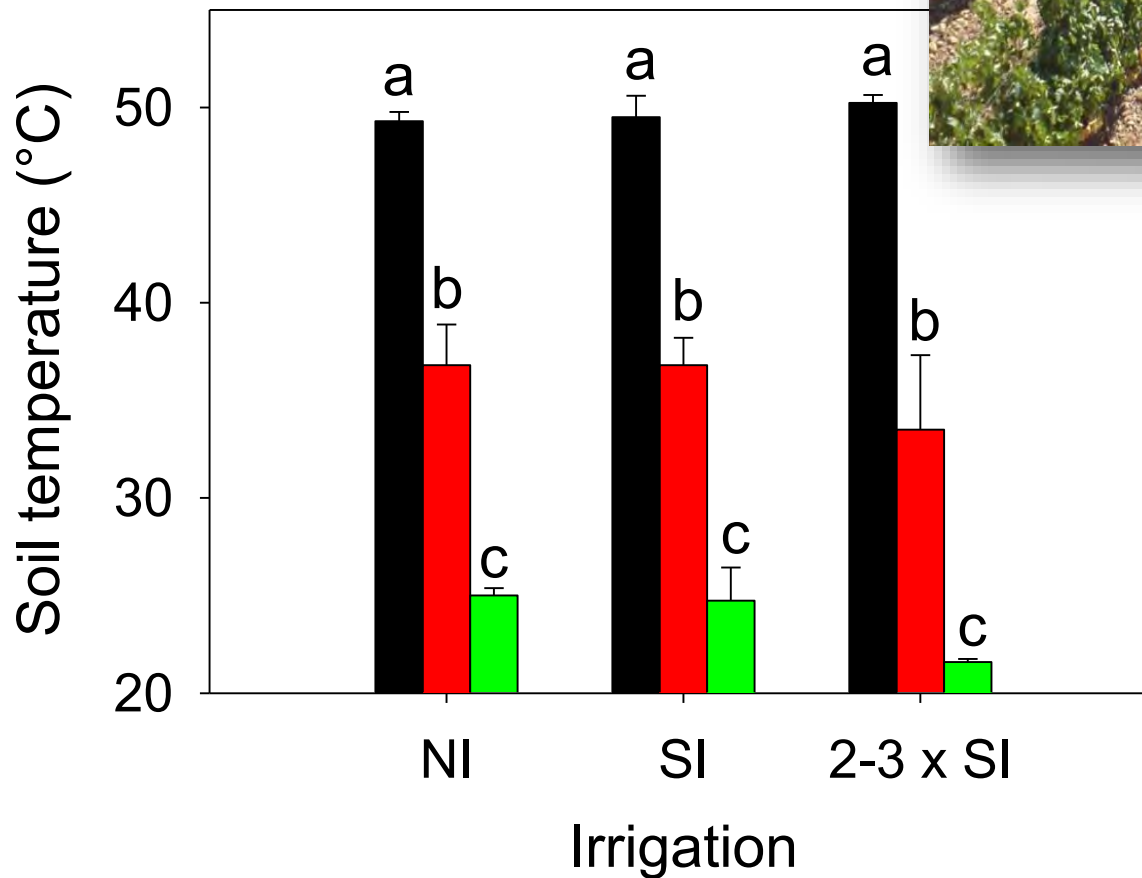 Soil temperature (°C)
50
40
30
20
a
b
c
a
b
c
a
b
c
NI
SI
2-3 x SI
Irrigation